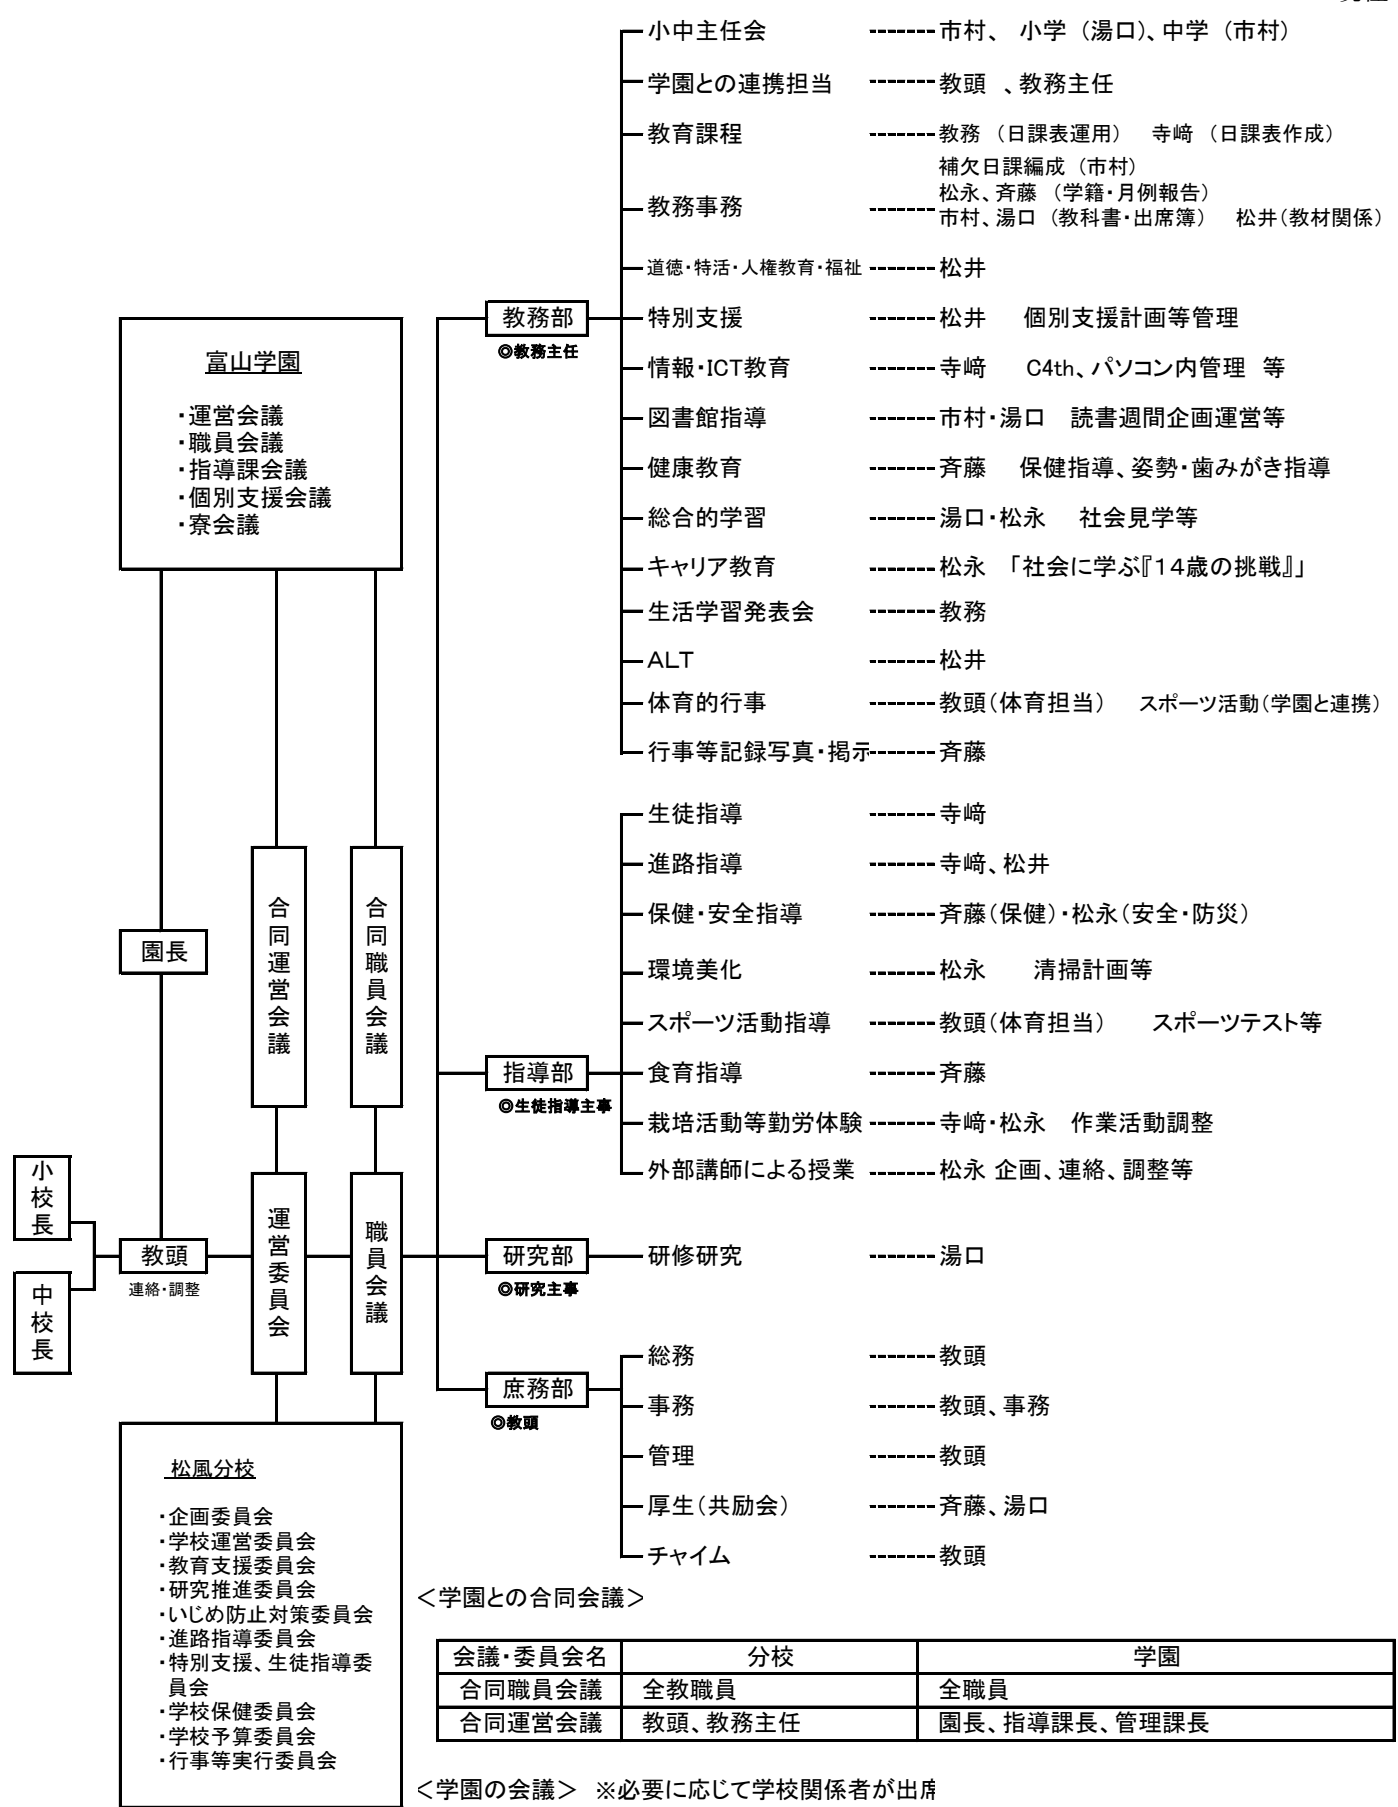 小中主任会 ------- 市村、 小学（湯口）、中学（市村）
学園との連携担当 ------- 教頭 、教務主任
教育課程 ------- 教務 （日課表運用） 寺﨑 （日課表作成）
補欠日課編成 （市村）
松永、斉藤 （学籍・月例報告）
教務事務 ------- 市村、湯口 （教科書・出席簿） 松井（教材関係）
道徳・特活・人権教育・福祉 ------- 松井
教務部
特別支援 ------- 松井 個別支援計画等管理
◎教務主任
情報・ICT教育 ------- 寺﨑 C4th、パソコン内管理 等
図書館指導 ------- 市村・湯口 読書週間企画運営等
健康教育 ------- 斉藤 保健指導、姿勢・歯みがき指導
総合的学習 ------- 湯口・松永 社会見学等
キャリア教育 ------- 松永 「社会に学ぶ『14歳の挑戦』」
生活学習発表会 ------- 教務
ALT ------- 松井
体育的行事 ------- 教頭（体育担当） スポーツ活動（学園と連携）
行事等記録写真・掲示 ------- 斉藤
富山学園
・運営会議
・職員会議
・指導課会議
・個別支援会議
・寮会議
生徒指導 ------- 寺﨑
進路指導 ------- 寺﨑、松井
保健・安全指導 ------- 斉藤（保健）・松永（安全・防災）
環境美化 ------- 松永 清掃計画等
スポーツ活動指導 ------- 教頭（体育担当） スポーツテスト等
指導部
食育指導 ------- 斉藤
◎生徒指導主事
栽培活動等勤労体験 ------- 寺﨑・松永 作業活動調整
外部講師による授業 ------- 松永 企画、連絡、調整等
園長
合同運営会議
合同職員会議
小校長
中校長
教頭
連絡・調整
運営委員会
職員会議
研究部
研修研究 ------- 湯口
◎研究主事
総務 ------- 教頭
庶務部
◎教頭
事務 ------- 教頭、事務
管理 ------- 教頭
厚生（共励会） ------- 斉藤、湯口
チャイム ------- 教頭
松風分校
・企画委員会
・学校運営委員会
・教育支援委員会
・研究推進委員会
・いじめ防止対策委員会
・進路指導委員会
・特別支援、生徒指導委
員会
・学校保健委員会
・学校予算委員会
・行事等実行委員会
＜学園との合同会議＞
会議・委員会名 分校 学園
合同職員会議 全教職員 全職員
合同運営会議 教頭、教務主任 園長、指導課長、管理課長
＜学園の会議＞ ※必要に応じて学校関係者が出席